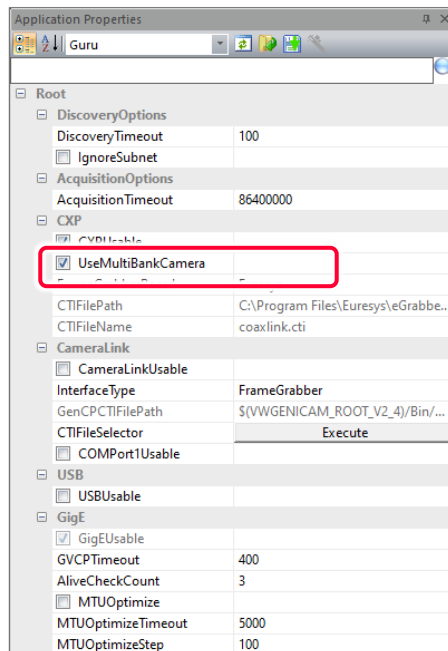 Application Properties
Guru
Root
DiscoveryOptions
DiscoveryTimeout 100
IgnoreSubnet
AcquisitionOptions
AcquisitionTimeout 86400000
CXP
CXPUsable
UseMultiBankCamera
CTIFilePath C:\Program Files\Euresys\eGrabbe...
CTIFileName coaxlink.cti
CameraLink
CameraLinkUsable
InterfaceType FrameGrabber
GenCPCTIFilePath $(VWGENICAM_ROOT_V2_4)/Bin/...
CTIFileSelector Execute
COMPort1Usable
USB
USBUsable
GigE
GigEUsable
GVCPTimeout 400
AliveCheckCount 3
MTUOptimize
MTUOptimizeTimeout 5000
MTUOptimizeStep 100